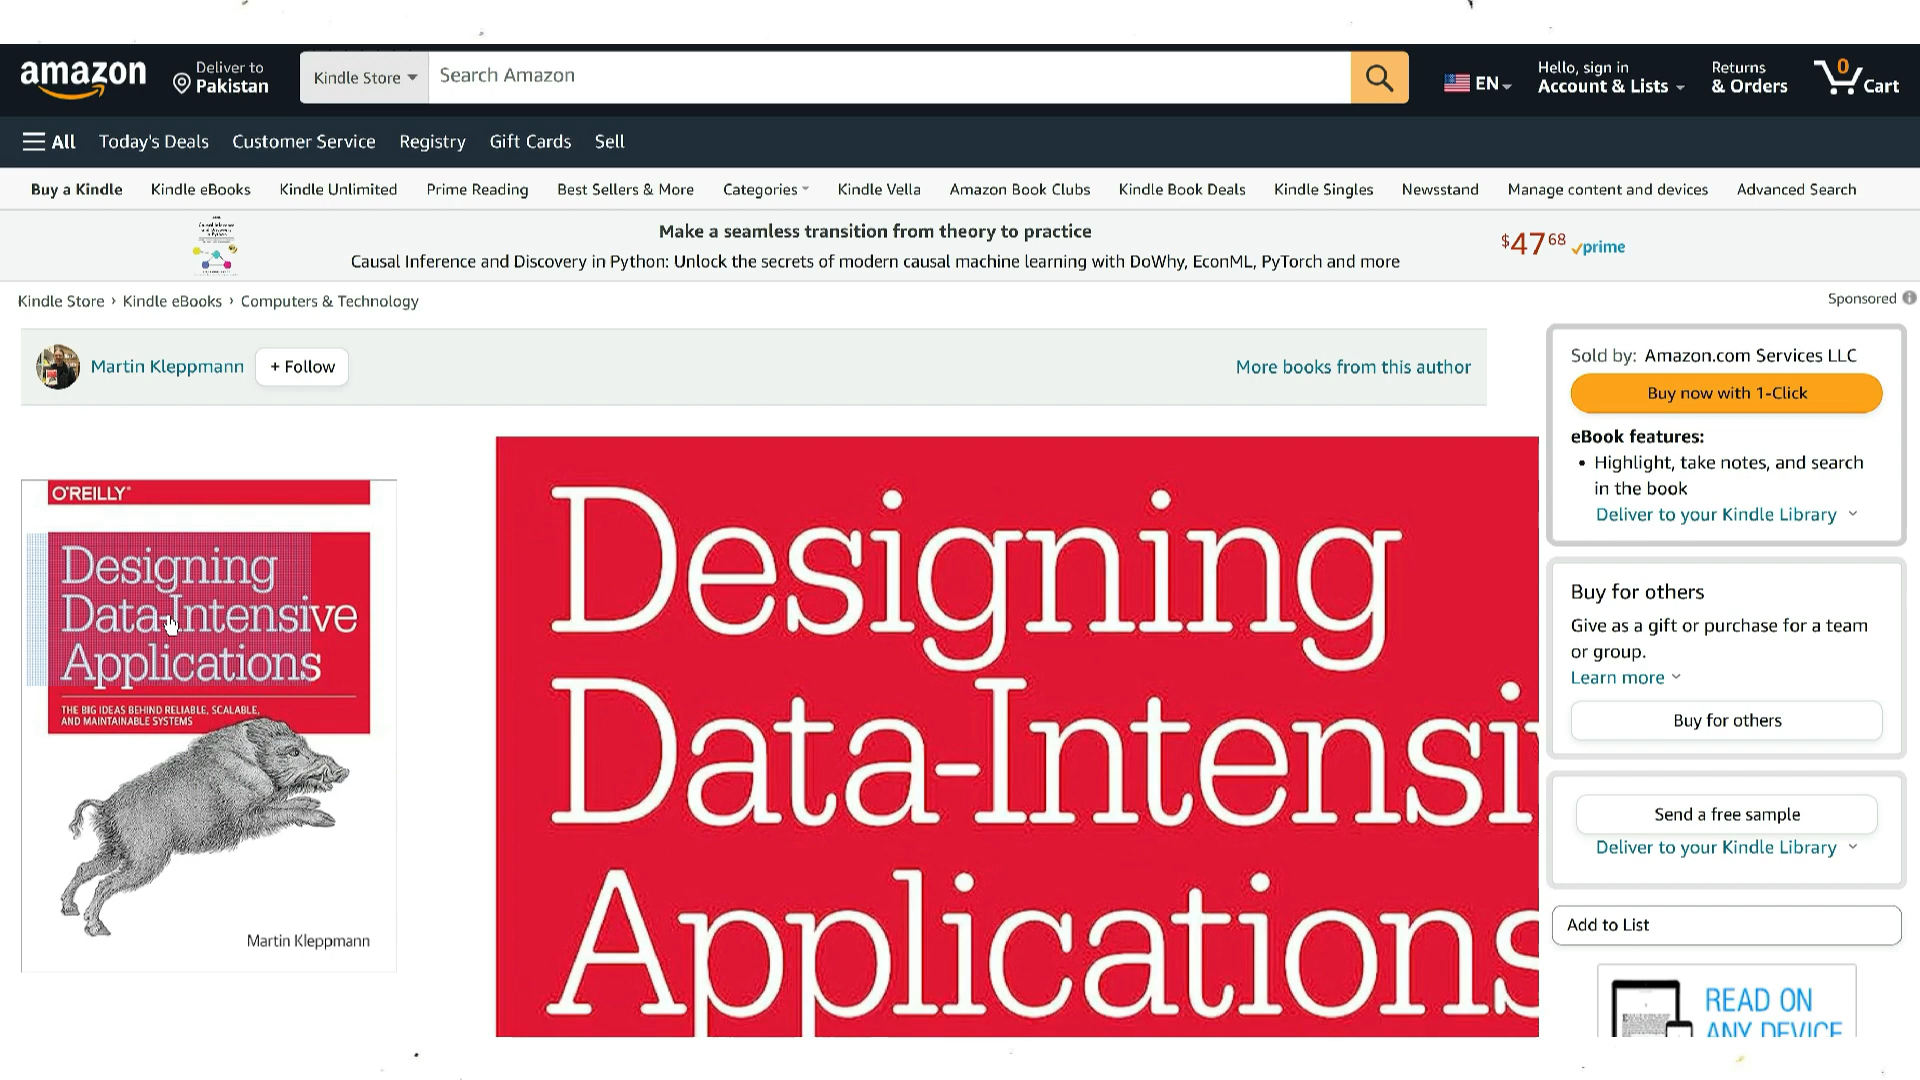 amazon
Deliver to
Pakistan
Kindle Store
Search Amazon
EN
Hello, sign in
Account & Lists
Returns
& Orders
0
Cart
All
Today's Deals
Customer Service
Registry
Gift Cards
Sell
Buy a Kindle
Kindle eBooks
Kindle Unlimited
Prime Reading
Best Sellers & More
Categories
Kindle Vella
Amazon Book Clubs
Kindle Book Deals
Kindle Singles
Newsstand
Manage content and devices
Advanced Search
Make a seamless transition from theory to practice
Causal Inference and Discovery in Python: Unlock the secrets of modern causal machine learning with DoWhy, EconML, PyTorch and more
$47 68 prime
Sponsored
Kindle Store › Kindle eBooks › Computers & Technology
Martin Kleppmann
+ Follow
More books from this author
O'REILLY®
Designing
Data-Intensive
Applications
THE BIG IDEAS BEHIND RELIABLE, SCALABLE,
AND MAINTAINABLE SYSTEMS
Martin Kleppmann
Designing
Data-Intensi
Applications
Sold by: Amazon.com Services LLC
Buy now with 1-Click
eBook features:
• Highlight, take notes, and search
in the book
Deliver to your Kindle Library
Buy for others
Give as a gift or purchase for a team
or group.
Learn more
Buy for others
Send a free sample
Deliver to your Kindle Library
Add to List
READ ON
ANY DEVICE